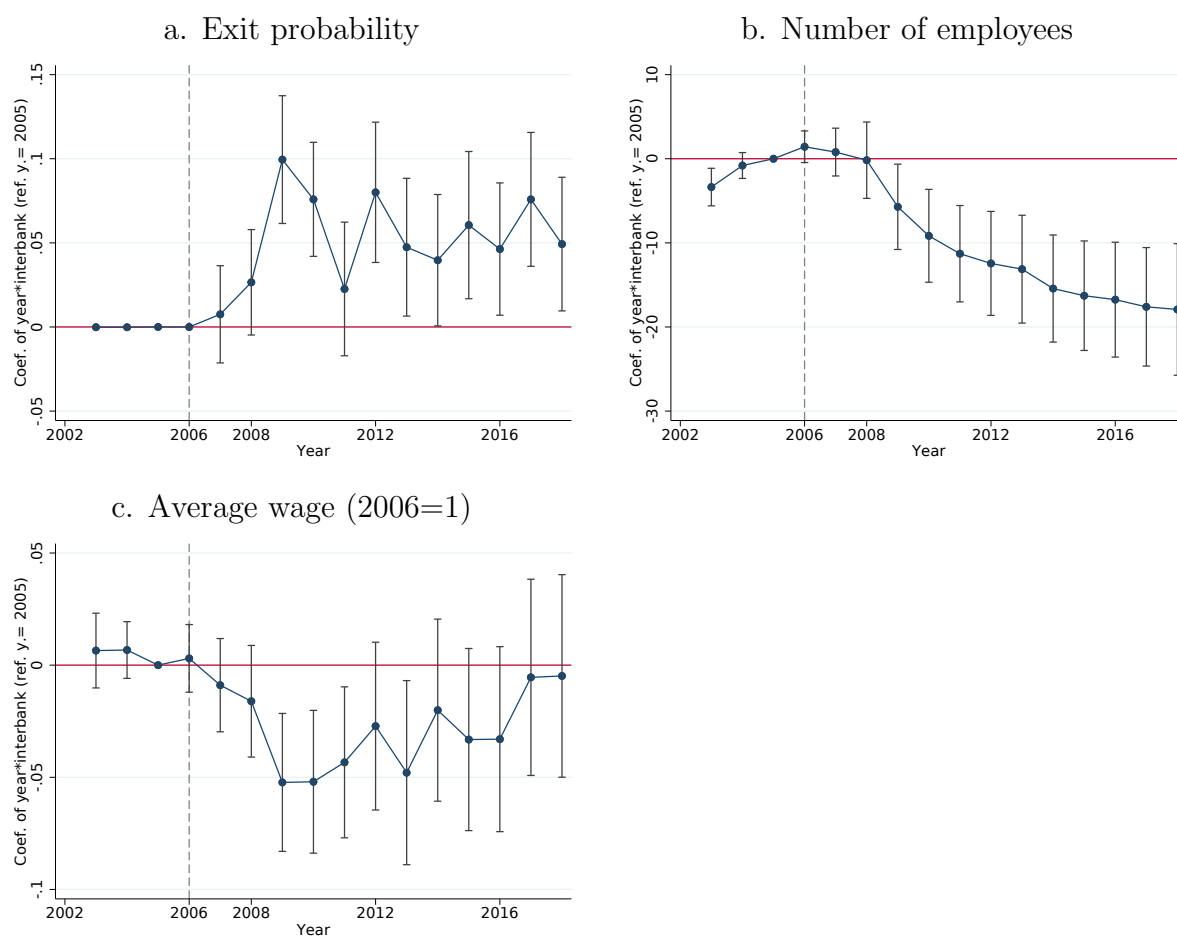 a. Exit probability
Coef. of year*interbank (ref. y.= 2005)
.15
.1
.05
0
-.05
2002 2006 2008 2012 2016
Year
b. Number of employees
Coef. of year*interbank (ref. y.= 2005)
10
0
-10
-20
-30
2002 2006 2008 2012 2016
Year
c. Average wage (2006=1)
Coef. of year*interbank (ref. y.= 2005)
.05
0
-.05
-.1
2002 2006 2008 2012 2016
Year